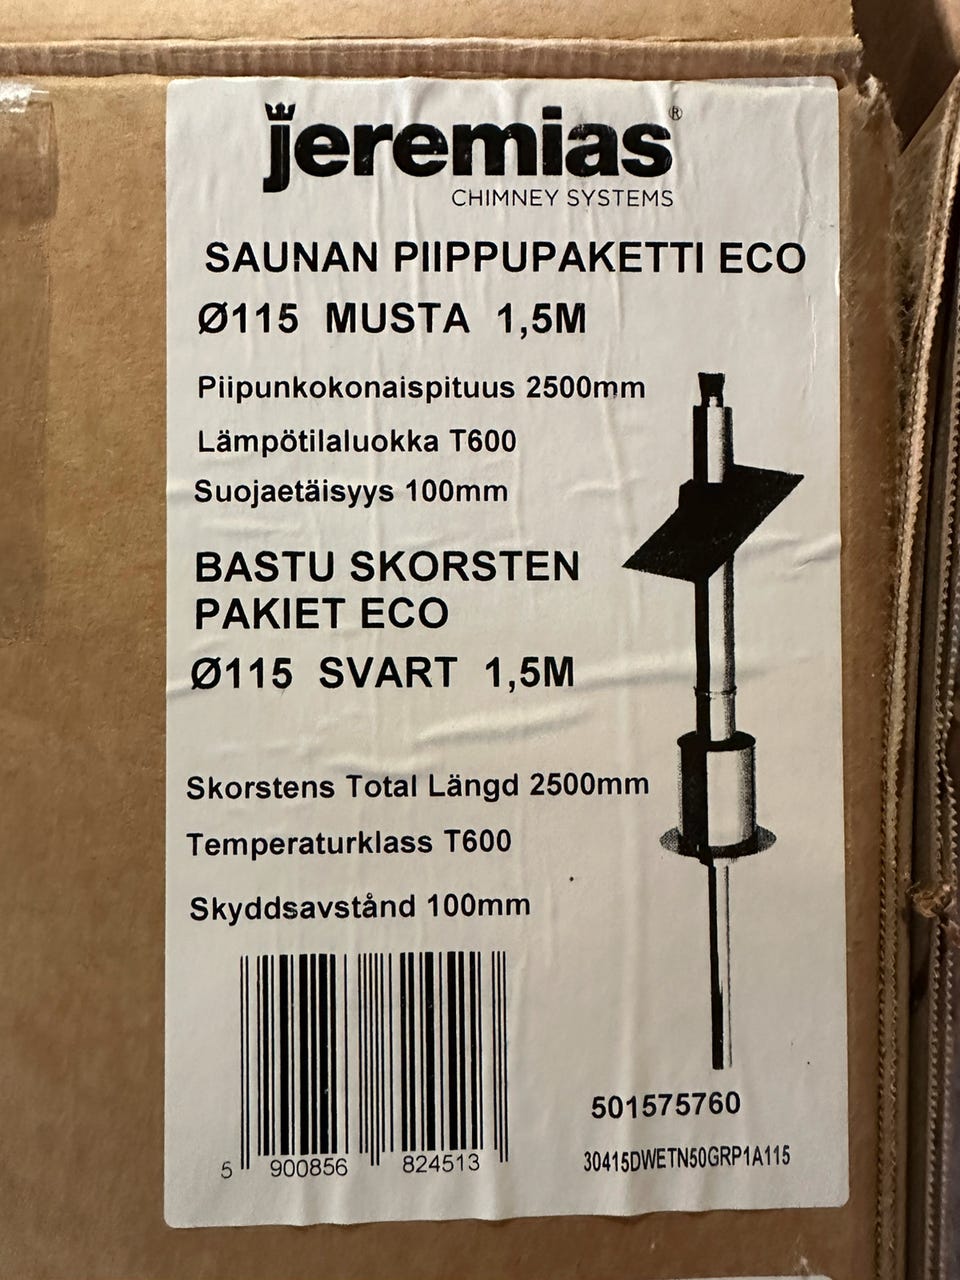 jeremias®
CHIMNEY SYSTEMS
SAUNAN PIIPPUPAKETTI ECO
Ø115 MUSTA 1,5M
Piipunkokonaispituus 2500mm
Lämpötilaluokka T600
Suojaetäisyys 100mm
BASTU SKORSTEN
PAKIET ECO
Ø115 SVART 1,5M
Skorstens Total Längd 2500mm
Temperaturklass T600
Skyddsavstånd 100mm
5 900856 824513
501575760
30415DWETN50GRP1A115